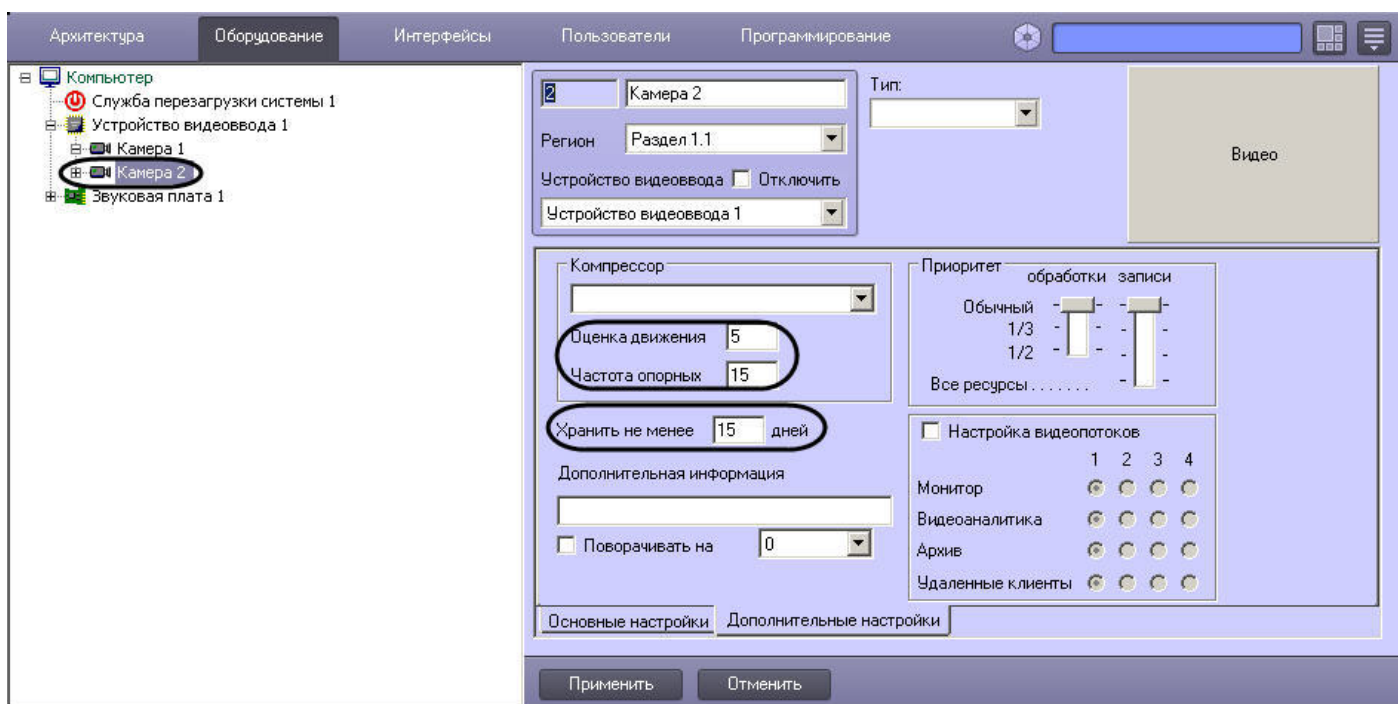 Архитектура Оборудование Интерфейсы Пользователи Программирование
Компьютер
Служба перезагрузки системы 1
Устройство видеоввода 1
Камера 1
Камера 2
Звуковая плата 1
2 Камера 2 Тип:
Регион Раздел 1.1
Устройство видеоввода Отключить
Устройство видеоввода 1
Видео
Компрессор
Оценка движения 5
Частота опорных 15
Хранить не менее 15 дней
Дополнительная информация
Поворачивать на 0
Приоритет обработки записи
Обычный
1/3
1/2
Все ресурсы . . . . . . .
Настройка видеопотоков
1 2 3 4
Монитор
Видеоаналитика
Архив
Удаленные клиенты
Основные настройки Дополнительные настройки
Применить Отменить